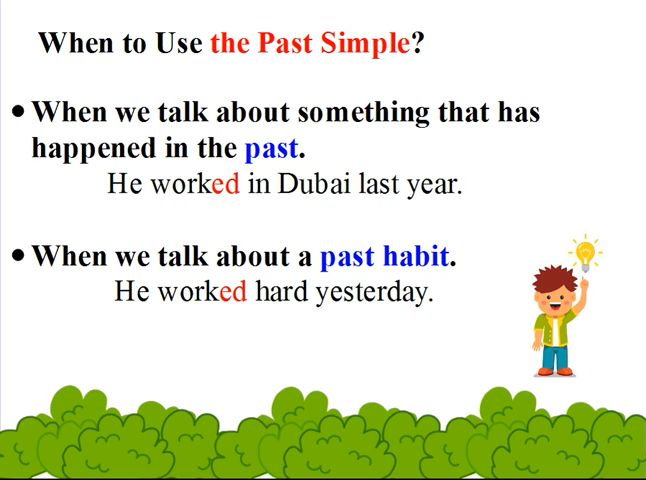 When to Use the Past Simple?
• When we talk about something that has
happened in the past.
He worked in Dubai last year.
• When we talk about a past habit.
He worked hard yesterday.